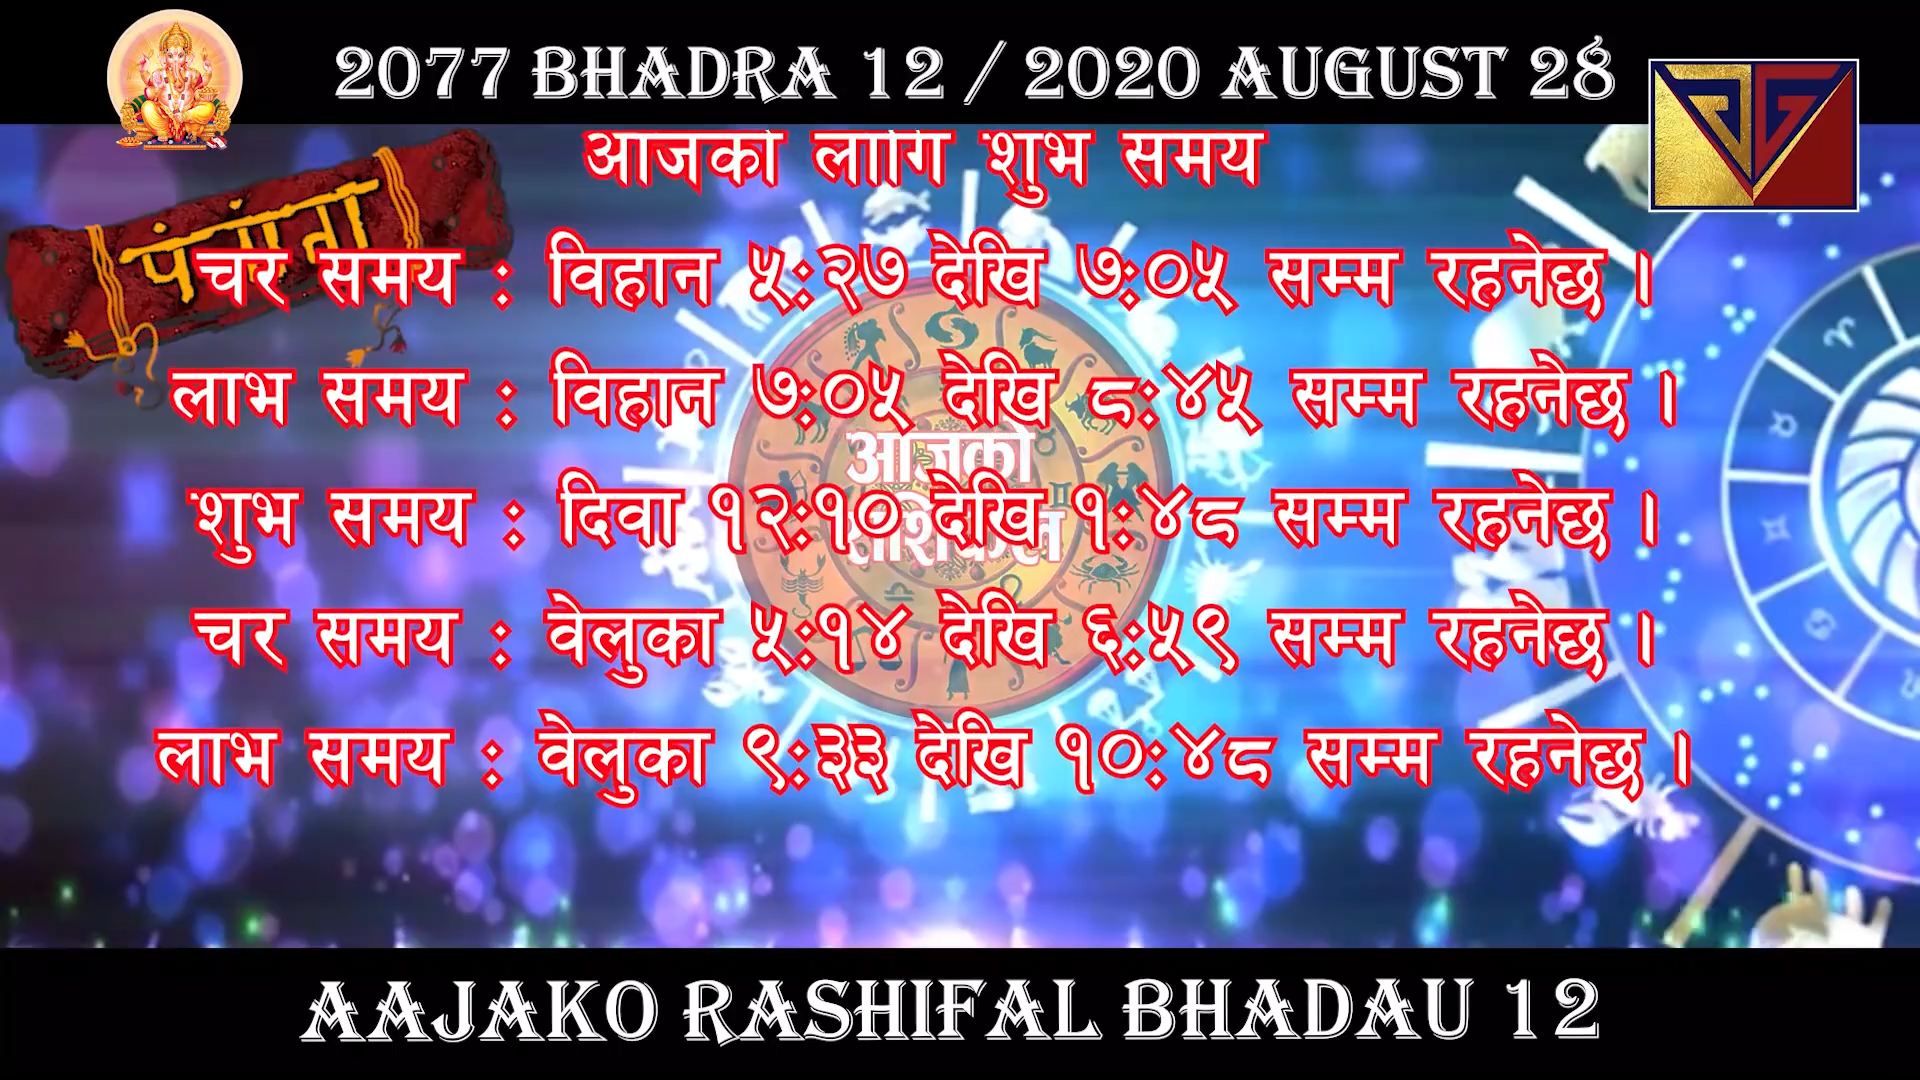 2077 BHADRA 12 / 2020 AUGUST 28
आजको लागि शुभ समय
पंचांग
चर समय : विहान ५:२७ देखि ७:०५ सम्म रहनेछ ।
लाभ समय : विहान ७:०५ देखि ८:४५ सम्म रहनेछ ।
आजको
राशिफल
शुभ समय : दिवा १२:१० देखि १:४८ सम्म रहनेछ ।
चर समय : वेलुका ५:१४ देखि ६:५९ सम्म रहनेछ ।
लाभ समय : वेलुका ९:३३ देखि १०:४८ सम्म रहनेछ ।
AAJAKO RASHIFAL BHADAU 12